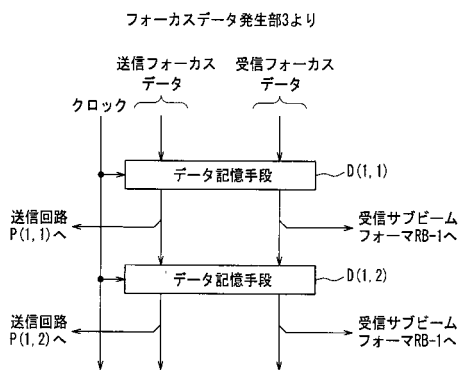 フォーカスデータ発生部3より
送信フォーカス
データ
受信フォーカス
データ
クロック
データ記憶手段
D(1,1)
送信回路
P(1,1)へ
受信サブビーム
フォーマRB-1へ
データ記憶手段
D(1,2)
送信回路
P(1,2)へ
受信サブビーム
フォーマRB-1へ